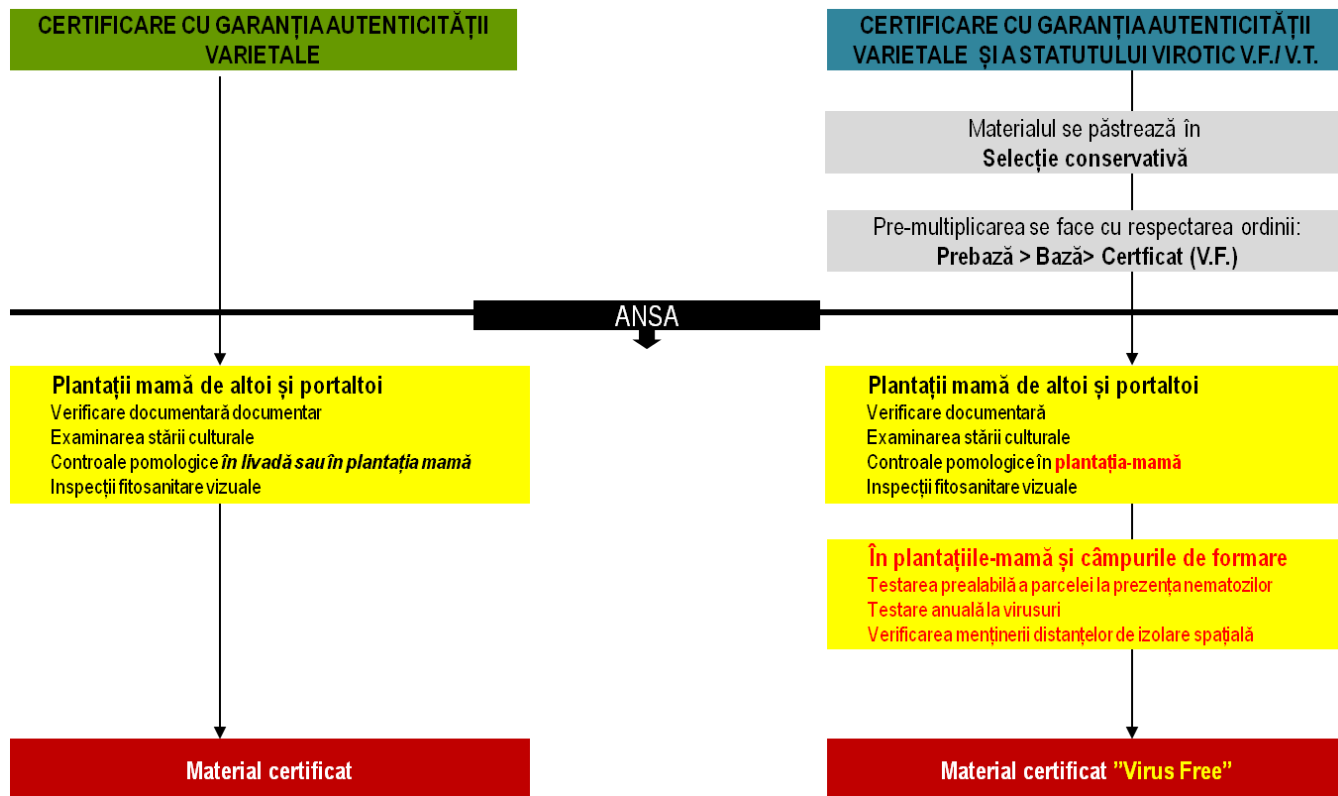 CERTIFICARE CU GARANȚIA AUTENTICITĂȚII
VARIETALE
CERTIFICARE CU GARANȚIA AUTENTICITĂȚII
VARIETALE ȘI A STATUTULUI VIROTIC V.F./ V.T.
Materialul se păstrează în
Selecție conservativă
Pre-multiplicarea se face cu respectarea ordinii:
Prebază > Bază> Certficat (V.F.)
ANSA
Plantații mamă de altoi și portaltoi
Verificare documentară documentar
Examinarea stării culturale
Controale pomologice în livadă sau în plantația mamă
Inspecții fitosanitare vizuale
Plantații mamă de altoi și portaltoi
Verificare documentară
Examinarea stării culturale
Controale pomologice în plantația-mamă
Inspecții fitosanitare vizuale
În plantațiile-mamă și câmpurile de formare
Testarea prealabilă a parcelei la prezența nematozilor
Testare anuală la virusuri
Verificarea menținerii distanțelor de izolare spațială
Material certificat
Material certificat ”Virus Free”